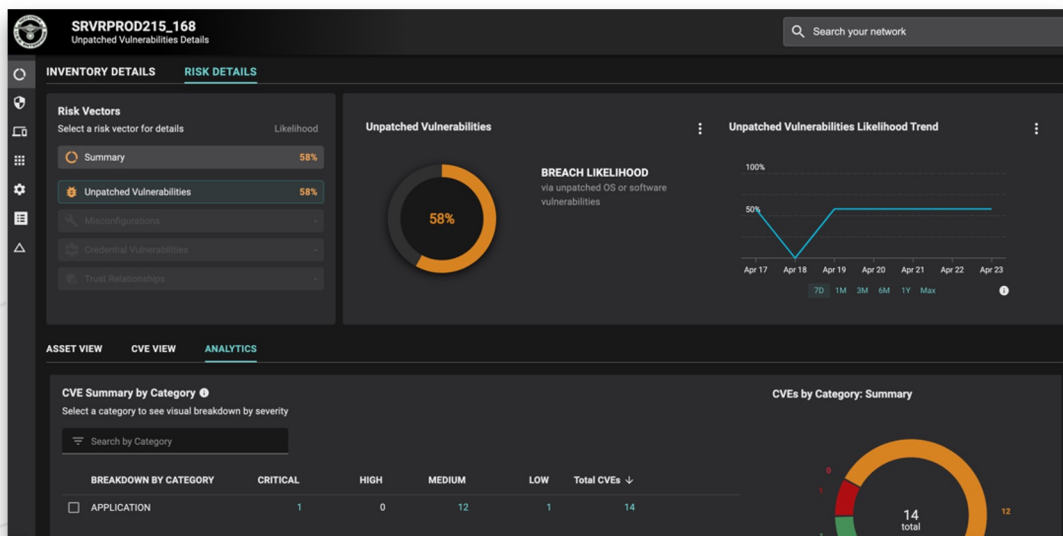 SRVRPROD215_168
Unpatched Vulnerabilities Details
Search your network
INVENTORY DETAILS RISK DETAILS
Risk Vectors
Select a risk vector for details Likelihood
Summary 58%
Unpatched Vulnerabilities 58%
Misconfigurations -
Credential Vulnerabilities -
Trust Relationships -
Unpatched Vulnerabilities
58%
BREACH LIKELIHOOD
via unpatched OS or software
vulnerabilities
Unpatched Vulnerabilities Likelihood Trend
100%
50%
Apr 17 Apr 18 Apr 19 Apr 20 Apr 21 Apr 22 Apr 23
7D 1M 3M 6M 1Y Max
ASSET VIEW CVE VIEW ANALYTICS
CVE Summary by Category
Select a category to see visual breakdown by severity
Search by Category
BREAKDOWN BY CATEGORY CRITICAL HIGH MEDIUM LOW Total CVEs ↓
APPLICATION 1 0 12 1 14
CVEs by Category: Summary
0
1
14
total
12